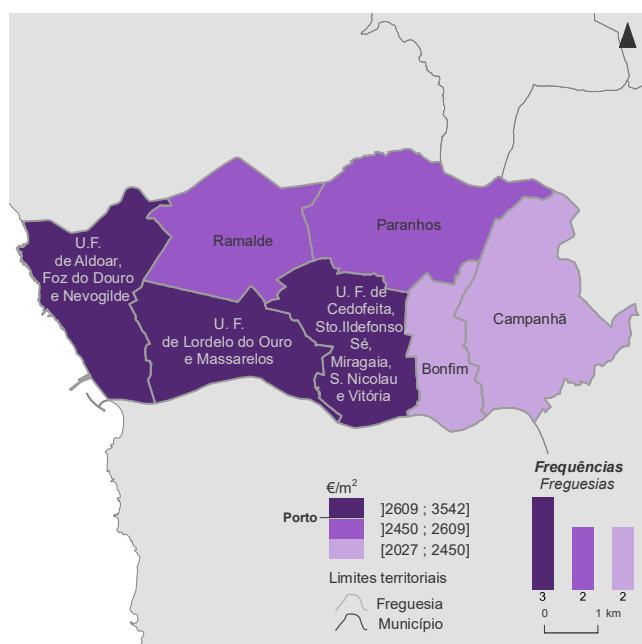 U.F.
de Aldoar,
Foz do Douro
e Nevogilde
Ramalde
Paranhos
U. F.
de Lordelo do Ouro
e Massarelos
U. F. de
Cedofeita,
Sto.Ildefonso
Sé,
Miragaia,
S. Nicolau
e Vitória
Bonfim
Campanhã
€/m²
Porto
]2609 ; 3542]
]2450 ; 2609]
[2027 ; 2450]
Limites territoriais
Freguesia
Município
Frequências
Freguesias
3 2 2
0 1 km